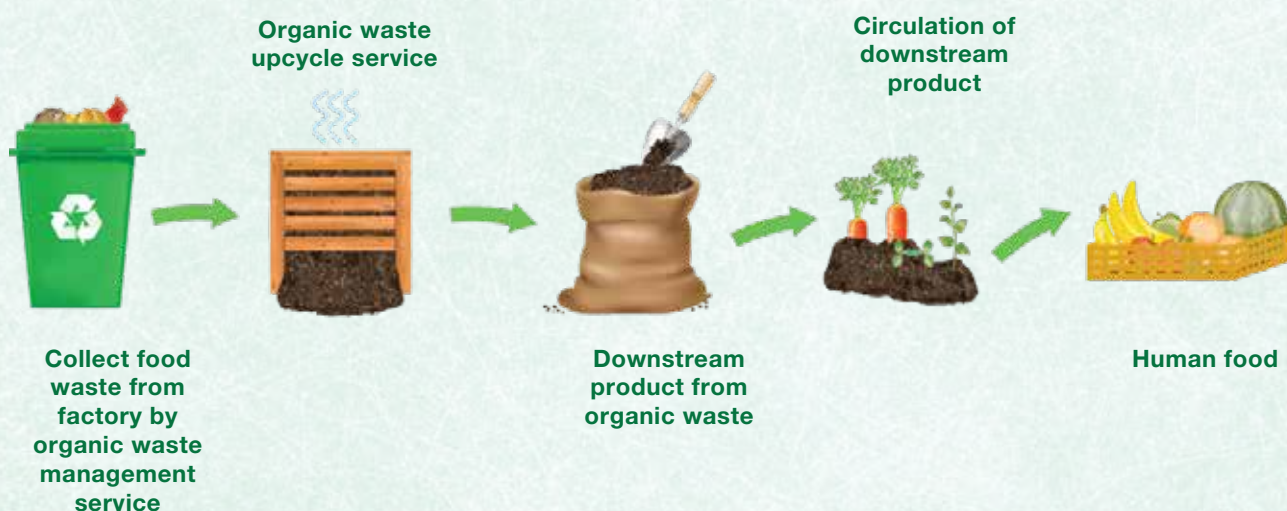 Collect food
waste from
factory by
organic waste
management
service
Organic waste
upcycle service
Downstream
product from
organic waste
Circulation of
downstream
product
Human food